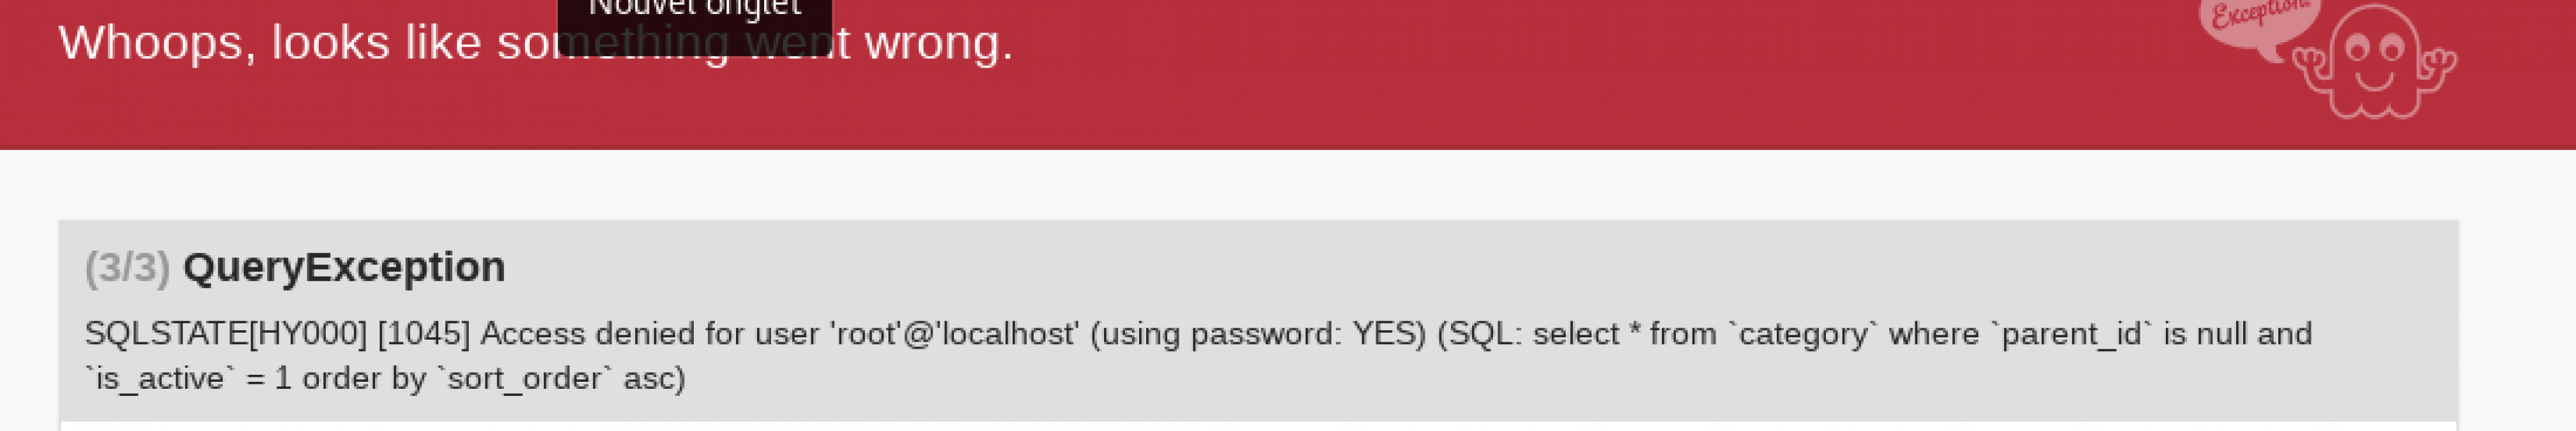 Nouvel onglet
Exception!
Whoops, looks like something went wrong.
(3/3) QueryException
SQLSTATE[HY000] [1045] Access denied for user 'root'@'localhost' (using password: YES) (SQL: select * from `category` where `parent_id` is null and
`is_active` = 1 order by `sort_order` asc)